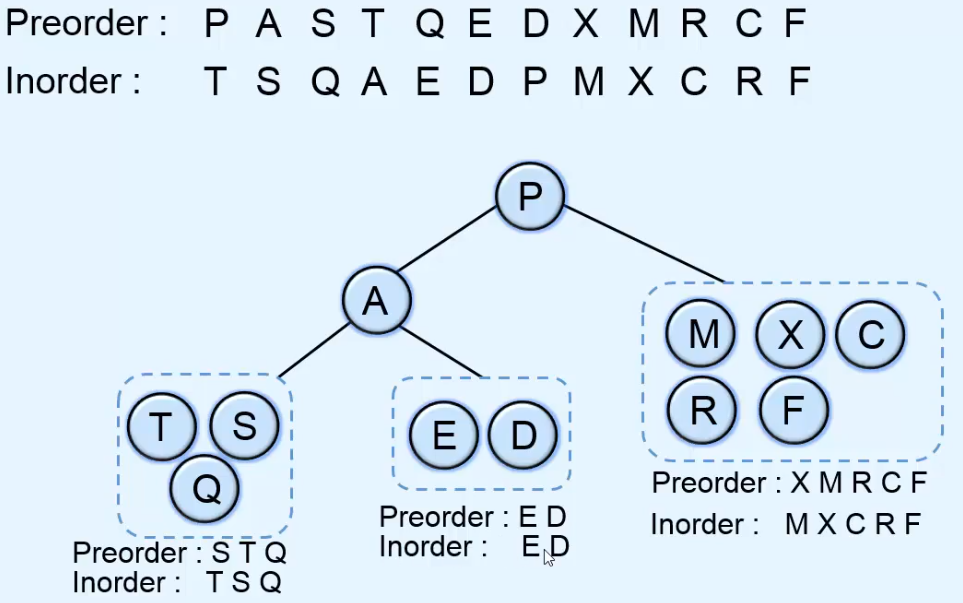 Preorder : P A S T Q E D X M R C F
Inorder : T S Q A E D P M X C R F
P
A
M X C
R F
T S
Q
E D
Preorder : X M R C F
Inorder : M X C R F
Preorder : E D
Inorder : E D
Preorder : S T Q
Inorder : T S Q